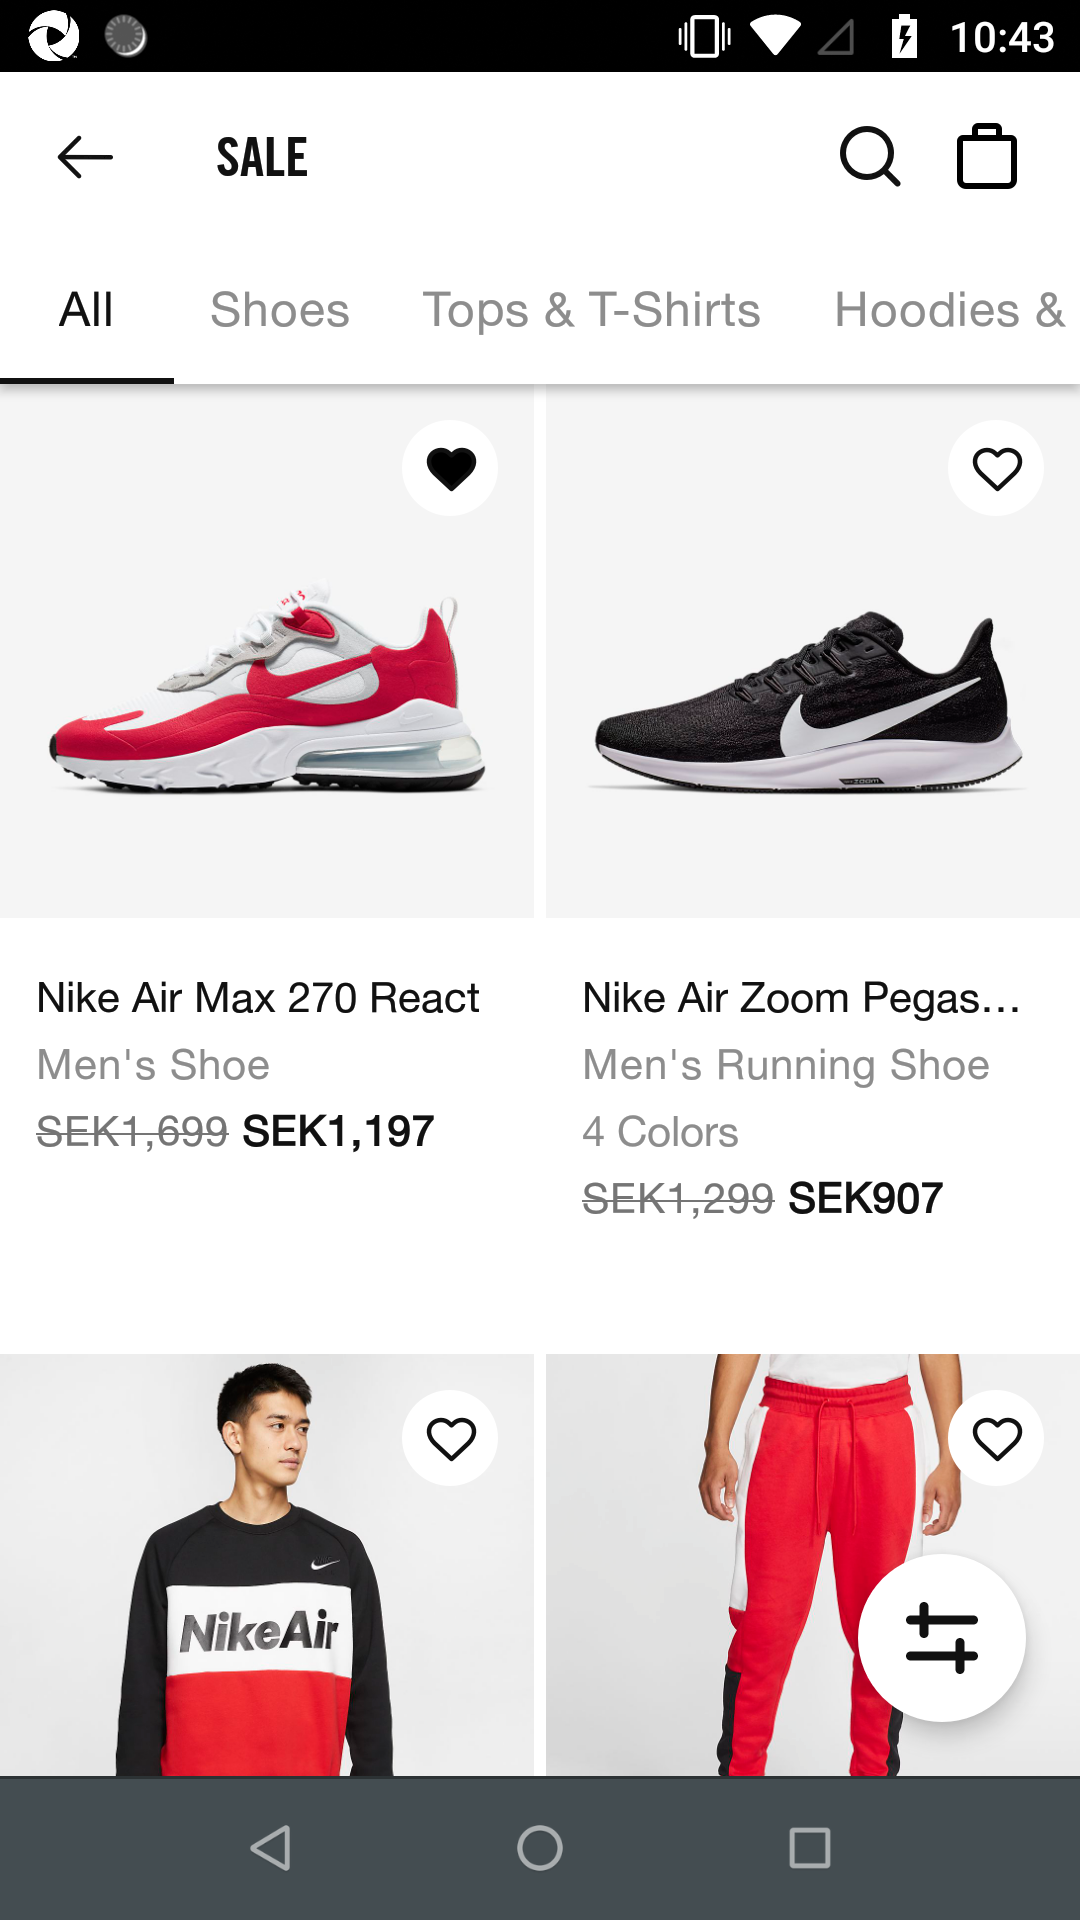 10:43
SALE
All Shoes Tops & T-Shirts Hoodies &
Nike Air Max 270 React
Men's Shoe
SEK1,699 SEK1,197
Nike Air Zoom Pegas...
Men's Running Shoe
4 Colors
SEK1,299 SEK907
NikeAir